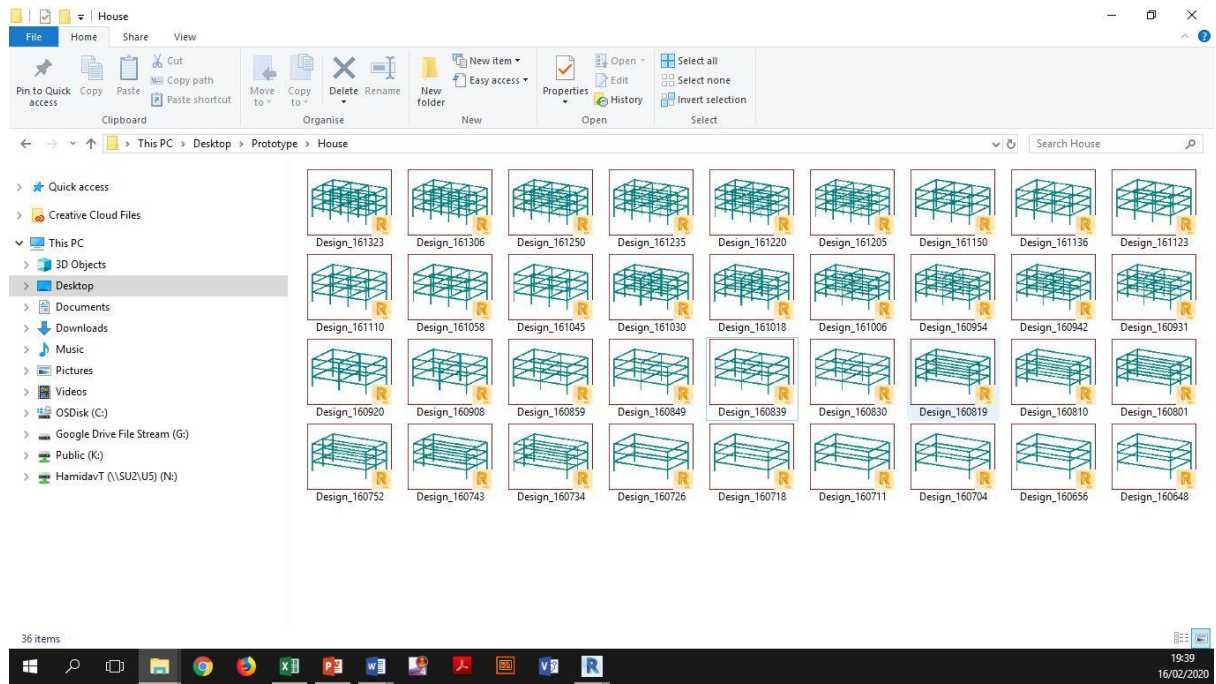 House
File Home Share View
Pin to Quick access
Copy
Paste
Cut
Copy path
Paste shortcut
Clipboard
Move to
Copy to
Delete
Rename
Organise
New folder
New item
Easy access
New
Properties
Open
Edit
History
Open
Select all
Select none
Invert selection
Select
This PC > Desktop > Prototype > House
Search House
Quick access
Creative Cloud Files
This PC
3D Objects
Desktop
Documents
Downloads
Music
Pictures
Videos
OSDisk (C:)
Google Drive File Stream (G:)
Public (K:)
HamidavT (\\SU2\U5) (N:)
Design_161323 Design_161306 Design_161250 Design_161235 Design_161220 Design_161205 Design_161150 Design_161136 Design_161123
Design_161110 Design_161058 Design_161045 Design_161030 Design_161018 Design_161006 Design_160954 Design_160942 Design_160931
Design_160920 Design_160908 Design_160859 Design_160849 Design_160839 Design_160830 Design_160819 Design_160810 Design_160801
Design_160752 Design_160743 Design_160734 Design_160726 Design_160718 Design_160711 Design_160704 Design_160656 Design_160648
36 items
19:39
16/02/2020